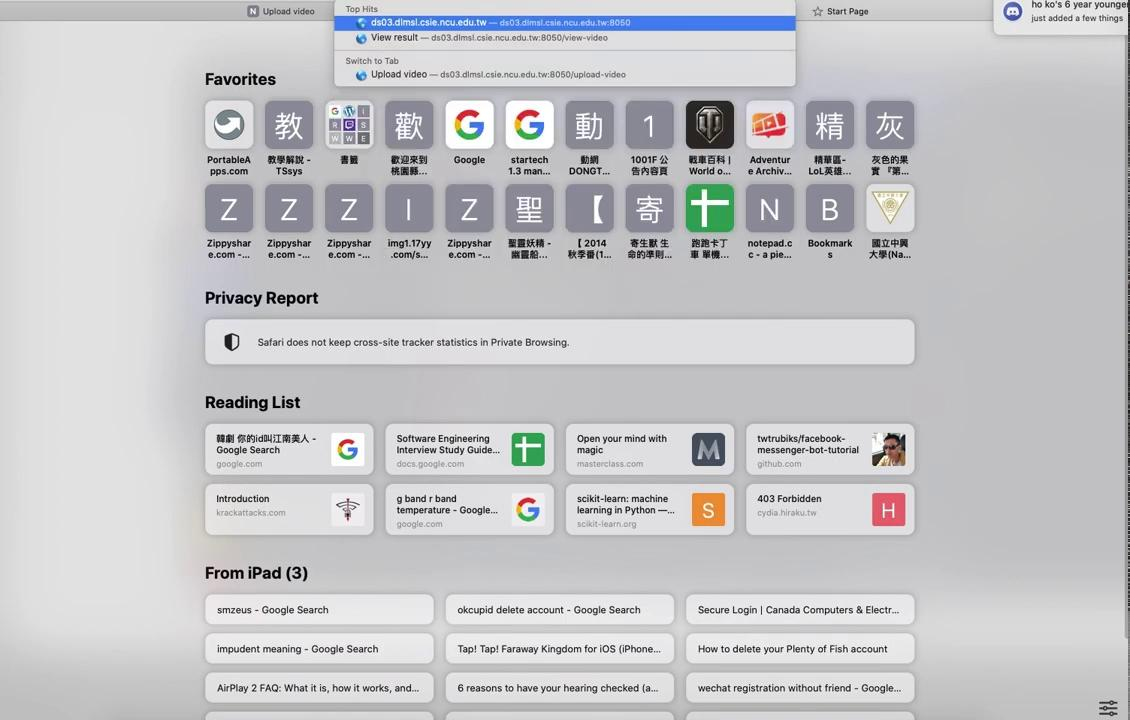 Upload video
Start Page
ho ko's 6 year younger
just added a few things
Top Hits
ds03.dlmsl.csie.ncu.edu.tw — ds03.dlmsl.csie.ncu.edu.tw:8050
View result — ds03.dlmsl.csie.ncu.edu.tw:8050/view-video
Switch to Tab
Upload video — ds03.dlmsl.csie.ncu.edu.tw:8050/upload-video
Favorites
教 歡 動 1 精 灰
PortableA
pps.com
教學解說 -
TSsys
書籤
歡迎來到
桃園縣...
Google
startech
1.3 man...
動網
DONGT...
1001F 公
告內容頁
戰車百科 |
World o...
Adventur
e Archiv...
精華區-
LoL英雄...
灰色的果
實 『第...
Z Z Z I Z 聖 【 寄 N B
Zippyshar
e.com -...
Zippyshar
e.com -...
Zippyshar
e.com -...
img1.17yy
.com/s...
Zippyshar
e.com -...
聖靈妖精 -
幽靈船...
【 2014
秋季番(1...
寄生獸 生
命的準則...
跑跑卡丁
車 單機...
notepad.c
c - a pie...
Bookmark
s
國立中興
大學(Na...
Privacy Report
Safari does not keep cross-site tracker statistics in Private Browsing.
Reading List
韓劇 你的id叫江南美人 -
Google Search
google.com
Software Engineering
Interview Study Guide...
docs.google.com
Open your mind with
magic
masterclass.com
twtrubiks/facebook-
messenger-bot-tutorial
github.com
Introduction
krackattacks.com
g band r band
temperature - Google...
google.com
scikit-learn: machine
learning in Python —...
scikit-learn.org
S
403 Forbidden
cydia.hiraku.tw
H
From iPad (3)
smzeus - Google Search
okcupid delete account - Google Search
Secure Login | Canada Computers & Electr...
impudent meaning - Google Search
Tap! Tap! Faraway Kingdom for iOS (iPhone...
How to delete your Plenty of Fish account
AirPlay 2 FAQ: What it is, how it works, and...
6 reasons to have your hearing checked (a...
wechat registration without friend - Google...